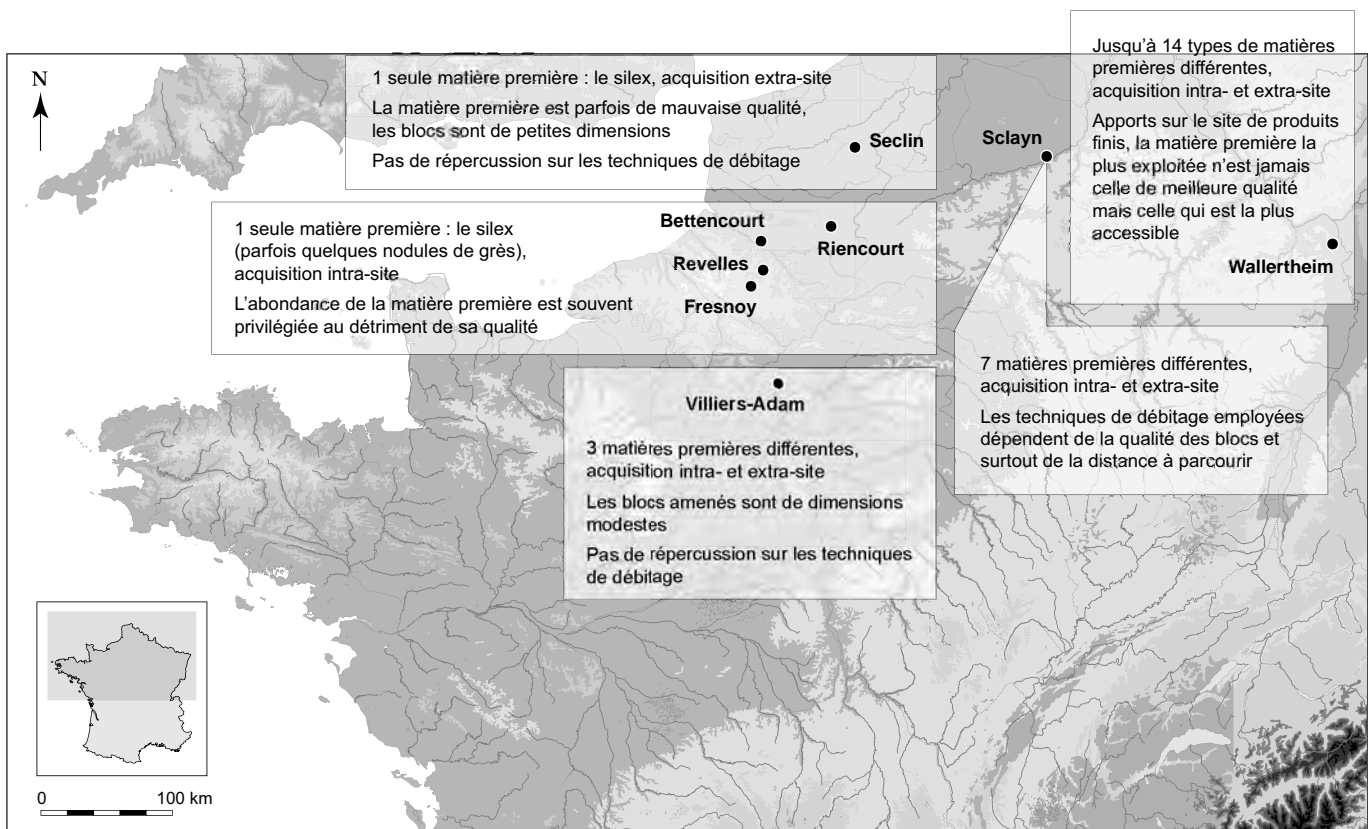 N
1 seule matière première : le silex, acquisition extra-site
La matière première est parfois de mauvaise qualité,
les blocs sont de petites dimensions
Pas de répercussion sur les techniques de débitage
Seclin
Sclayn
Jusqu'à 14 types de matières
premières différentes,
acquisition intra- et extra-site
Apports sur le site de produits
finis, la matière première la
plus exploitée n'est jamais
celle de meilleure qualité
mais celle qui est la plus
accessible
Wallertheim
1 seule matière première : le silex
(parfois quelques nodules de grès),
acquisition intra-site
L'abondance de la matière première est souvent
privilégiée au détriment de sa qualité
Bettencourt
Riencourt
Revelles
Fresnoy
Villiers-Adam
3 matières premières différentes,
acquisition intra- et extra-site
Les blocs amenés sont de dimensions
modestes
Pas de répercussion sur les techniques
de débitage
7 matières premières différentes,
acquisition intra- et extra-site
Les techniques de débitage employées
dépendent de la qualité des blocs et
surtout de la distance à parcourir
0 100 km